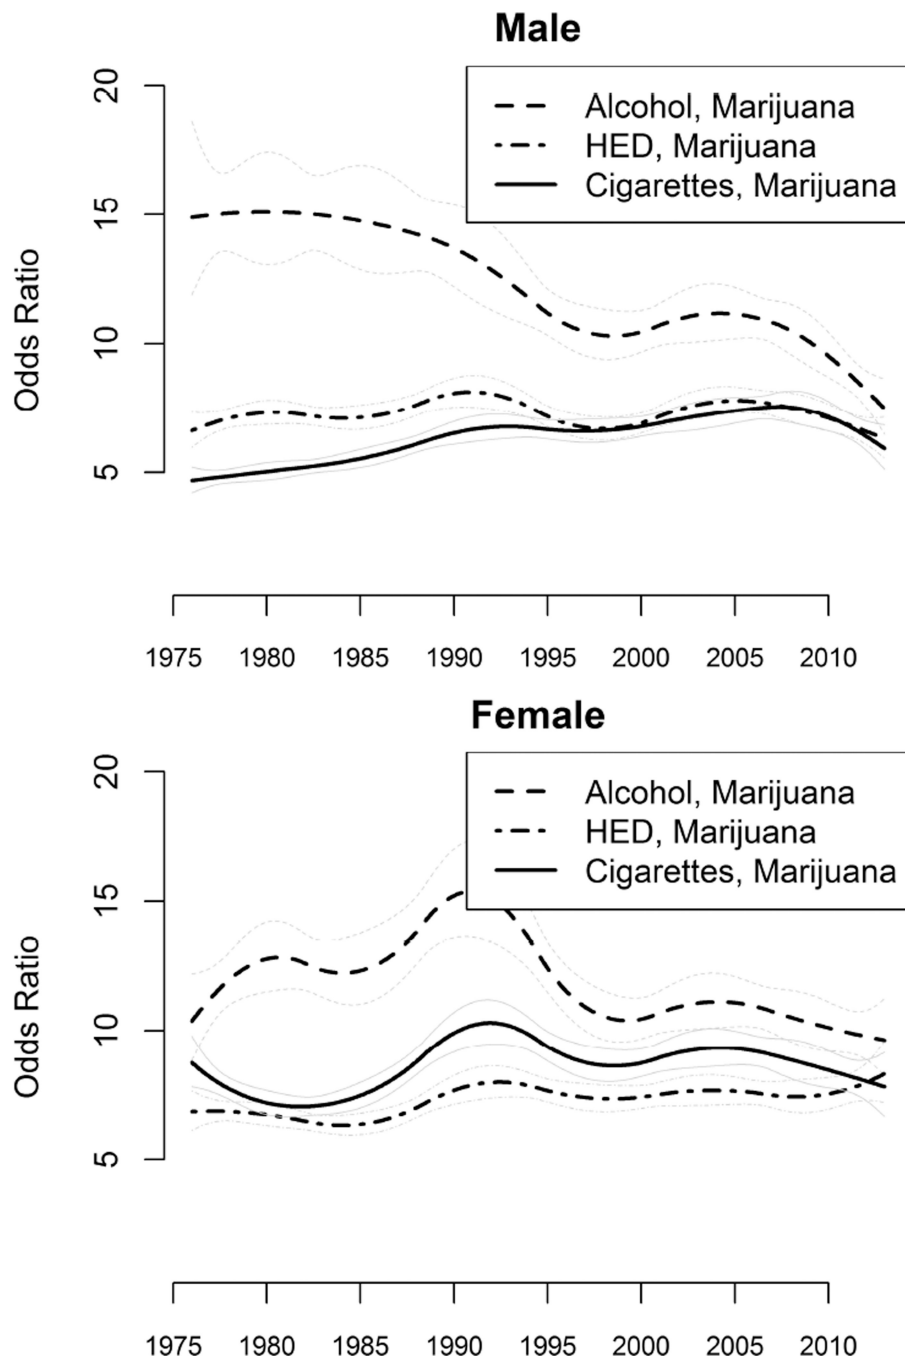 Male
Alcohol, Marijuana
HED, Marijuana
Cigarettes, Marijuana
Odds Ratio
20
15
10
5
1975 1980 1985 1990 1995 2000 2005 2010
Female
Alcohol, Marijuana
HED, Marijuana
Cigarettes, Marijuana
Odds Ratio
20
15
10
5
1975 1980 1985 1990 1995 2000 2005 2010